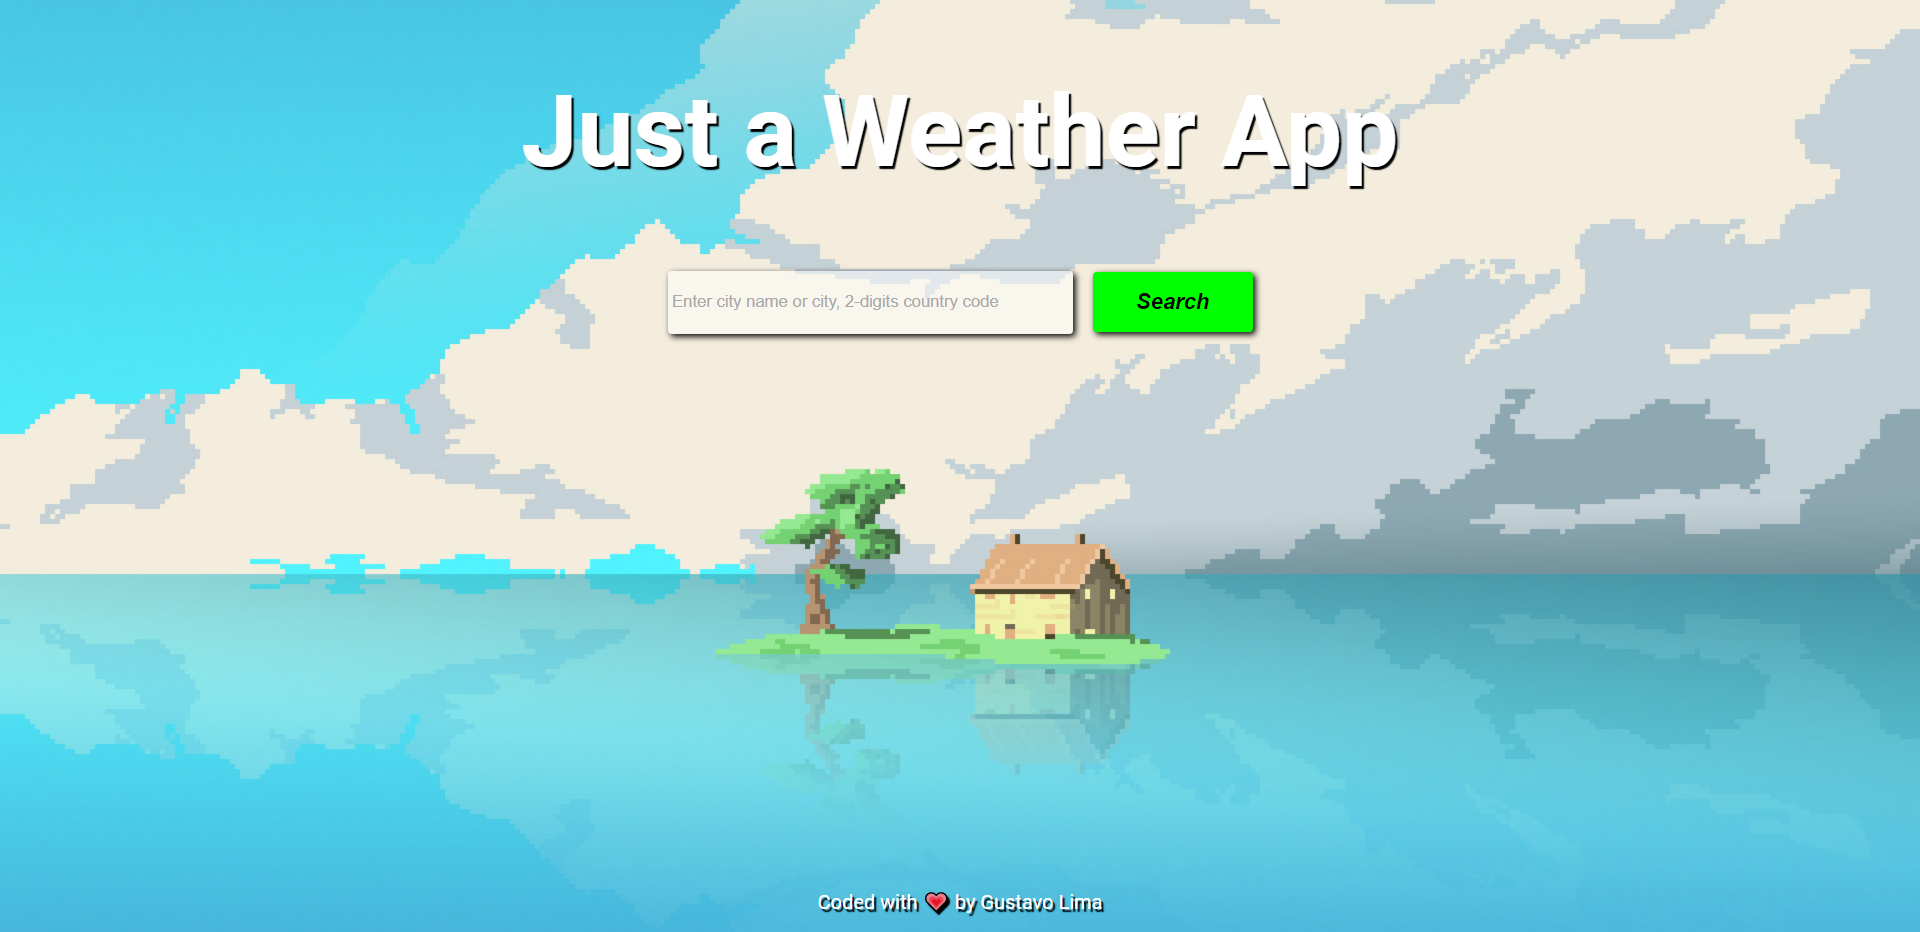 Just a Weather App
Enter city name or city, 2-digits country code
Search
Coded with ❤ by Gustavo Lima